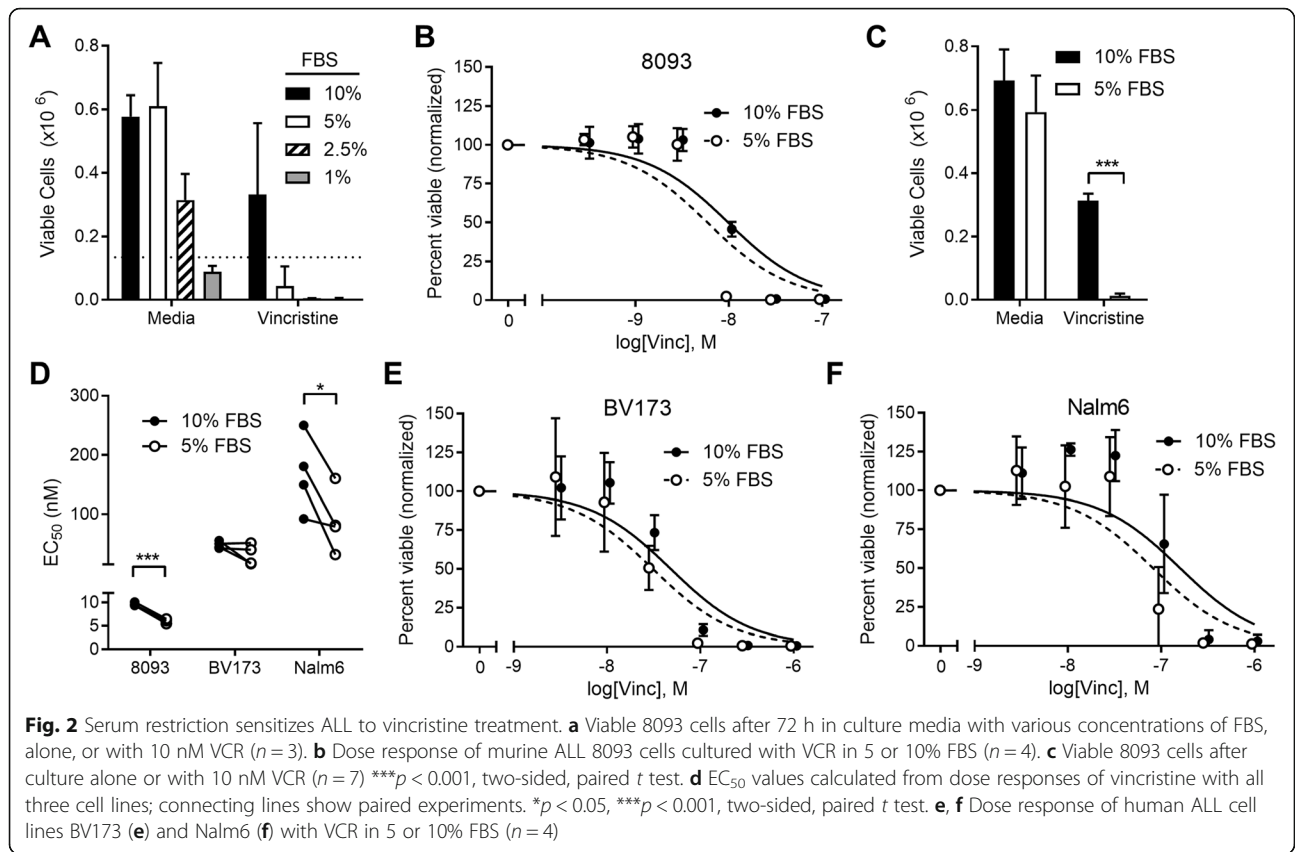 A
FBS
10%
5%
2.5%
1%
0.8
0.6
0.4
0.2
0.0
Viable Cells (x10 6)
Media
Vincristine
B
8093
10% FBS
5% FBS
150
125
100
75
50
25
0
Percent viable (normalized)
0
-9
-8
-7
log[Vinc], M
C
10% FBS
5% FBS
0.8
0.6
0.4
0.2
0.0
Viable Cells (x10 6)
***
Media
Vincristine
D
10% FBS
5% FBS
300
200
100
10
5
0
EC50 (nM)
***
*
8093
BV173
Nalm6
E
BV173
10% FBS
5% FBS
150
125
100
75
50
25
0
Percent viable (normalized)
0
-9
-8
-7
-6
log[Vinc], M
F
Nalm6
10% FBS
5% FBS
150
125
100
75
50
25
0
Percent viable (normalized)
0
-9
-8
-7
-6
log[Vinc], M
Fig. 2 Serum restriction sensitizes ALL to vincristine treatment. a Viable 8093 cells after 72 h in culture media with various concentrations of FBS,
alone, or with 10 nM VCR (n = 3). b Dose response of murine ALL 8093 cells cultured with VCR in 5 or 10% FBS (n = 4). c Viable 8093 cells after
culture alone or with 10 nM VCR (n = 7) ***p < 0.001, two-sided, paired t test. d EC50 values calculated from dose responses of vincristine with all
three cell lines; connecting lines show paired experiments. *p < 0.05, ***p < 0.001, two-sided, paired t test. e, f Dose response of human ALL cell
lines BV173 (e) and Nalm6 (f) with VCR in 5 or 10% FBS (n = 4)